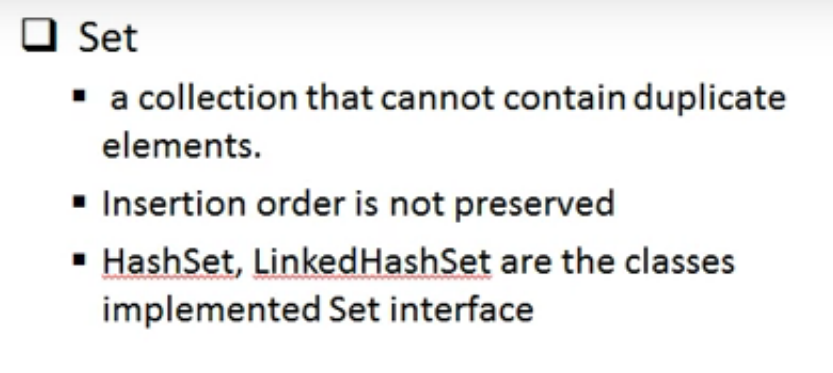 Set
a collection that cannot contain duplicate
elements.
Insertion order is not preserved
HashSet, LinkedHashSet are the classes
implemented Set interface